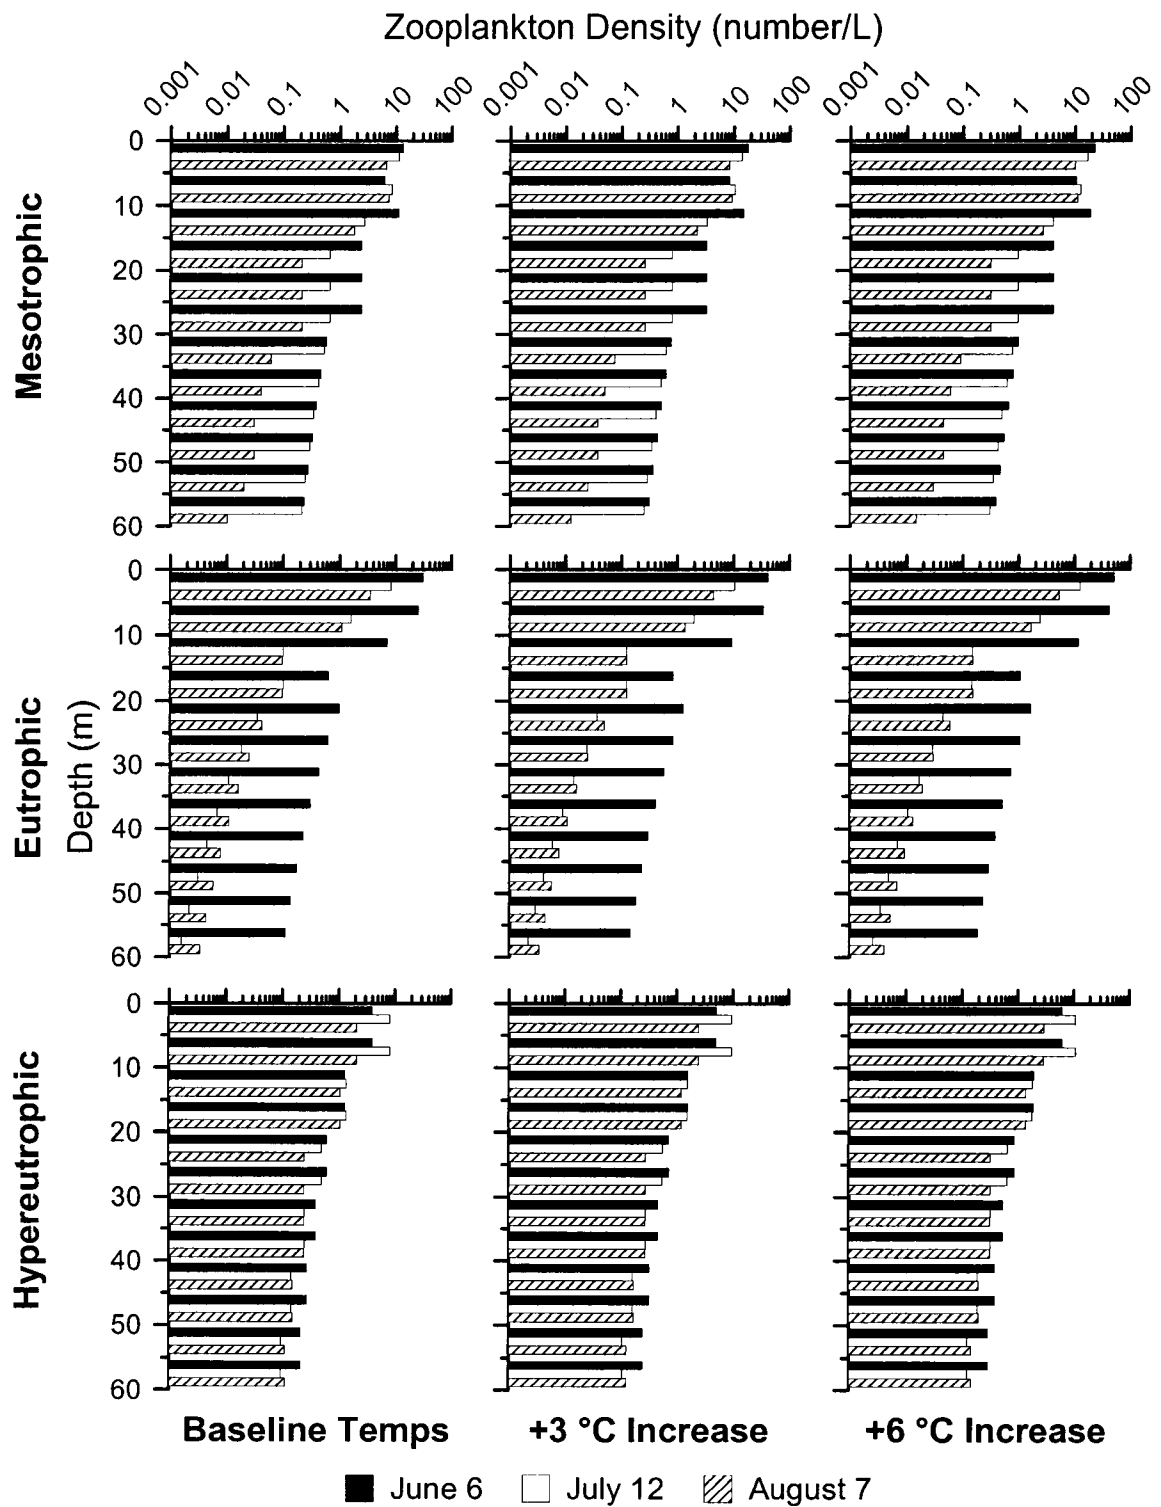 Zooplankton Density (number/L)
0.001 0.01 0.1 1 10 100 0.001 0.01 0.1 1 10 100 0.001 0.01 0.1 1 10 100
Mesotrophic
0
10
20
30
40
50
60
Eutrophic
Depth (m)
0
10
20
30
40
50
60
Hypereutrophic
0
10
20
30
40
50
60
Baseline Temps +3 °C Increase +6 °C Increase
June 6 July 12 August 7